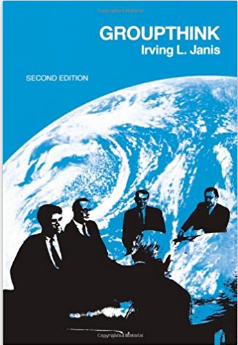 GROUPTHINK
Irving L. Janis
SECOND EDITION